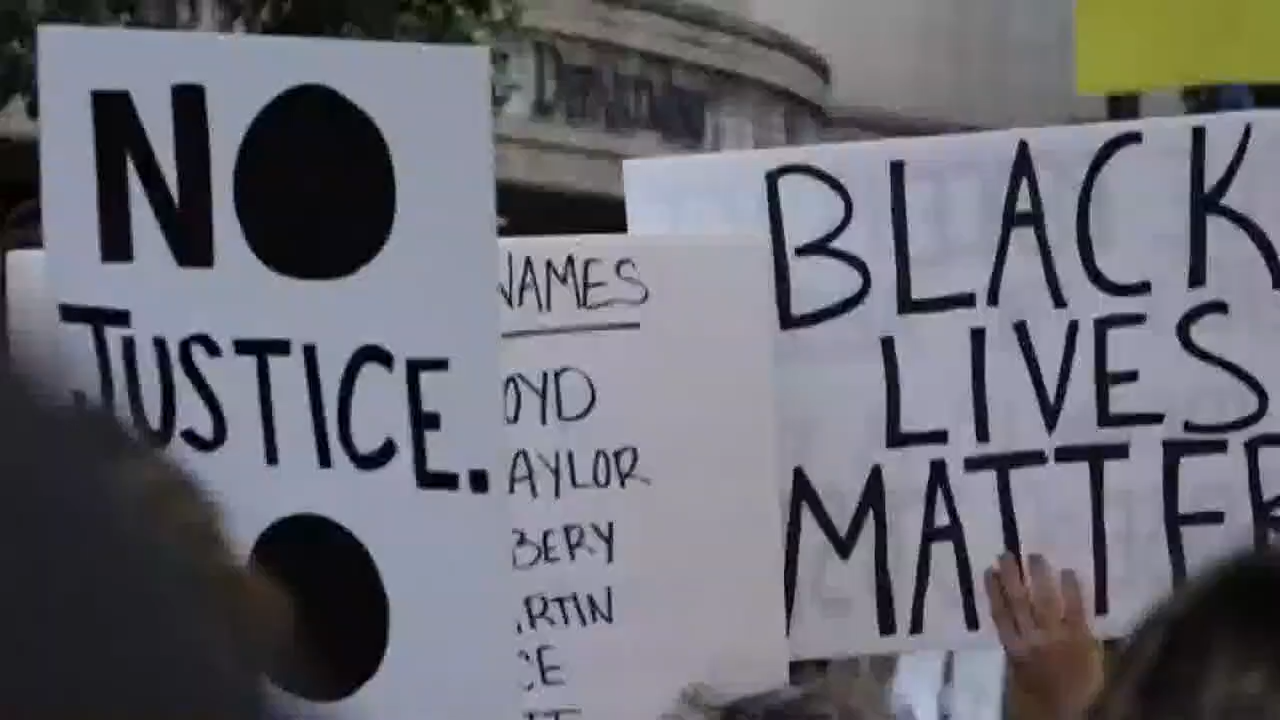 NO
JUSTICE.
NAMES
OYD
AYLOR
BERY
RTIN
CE
BLACK
LIVES
MATTER